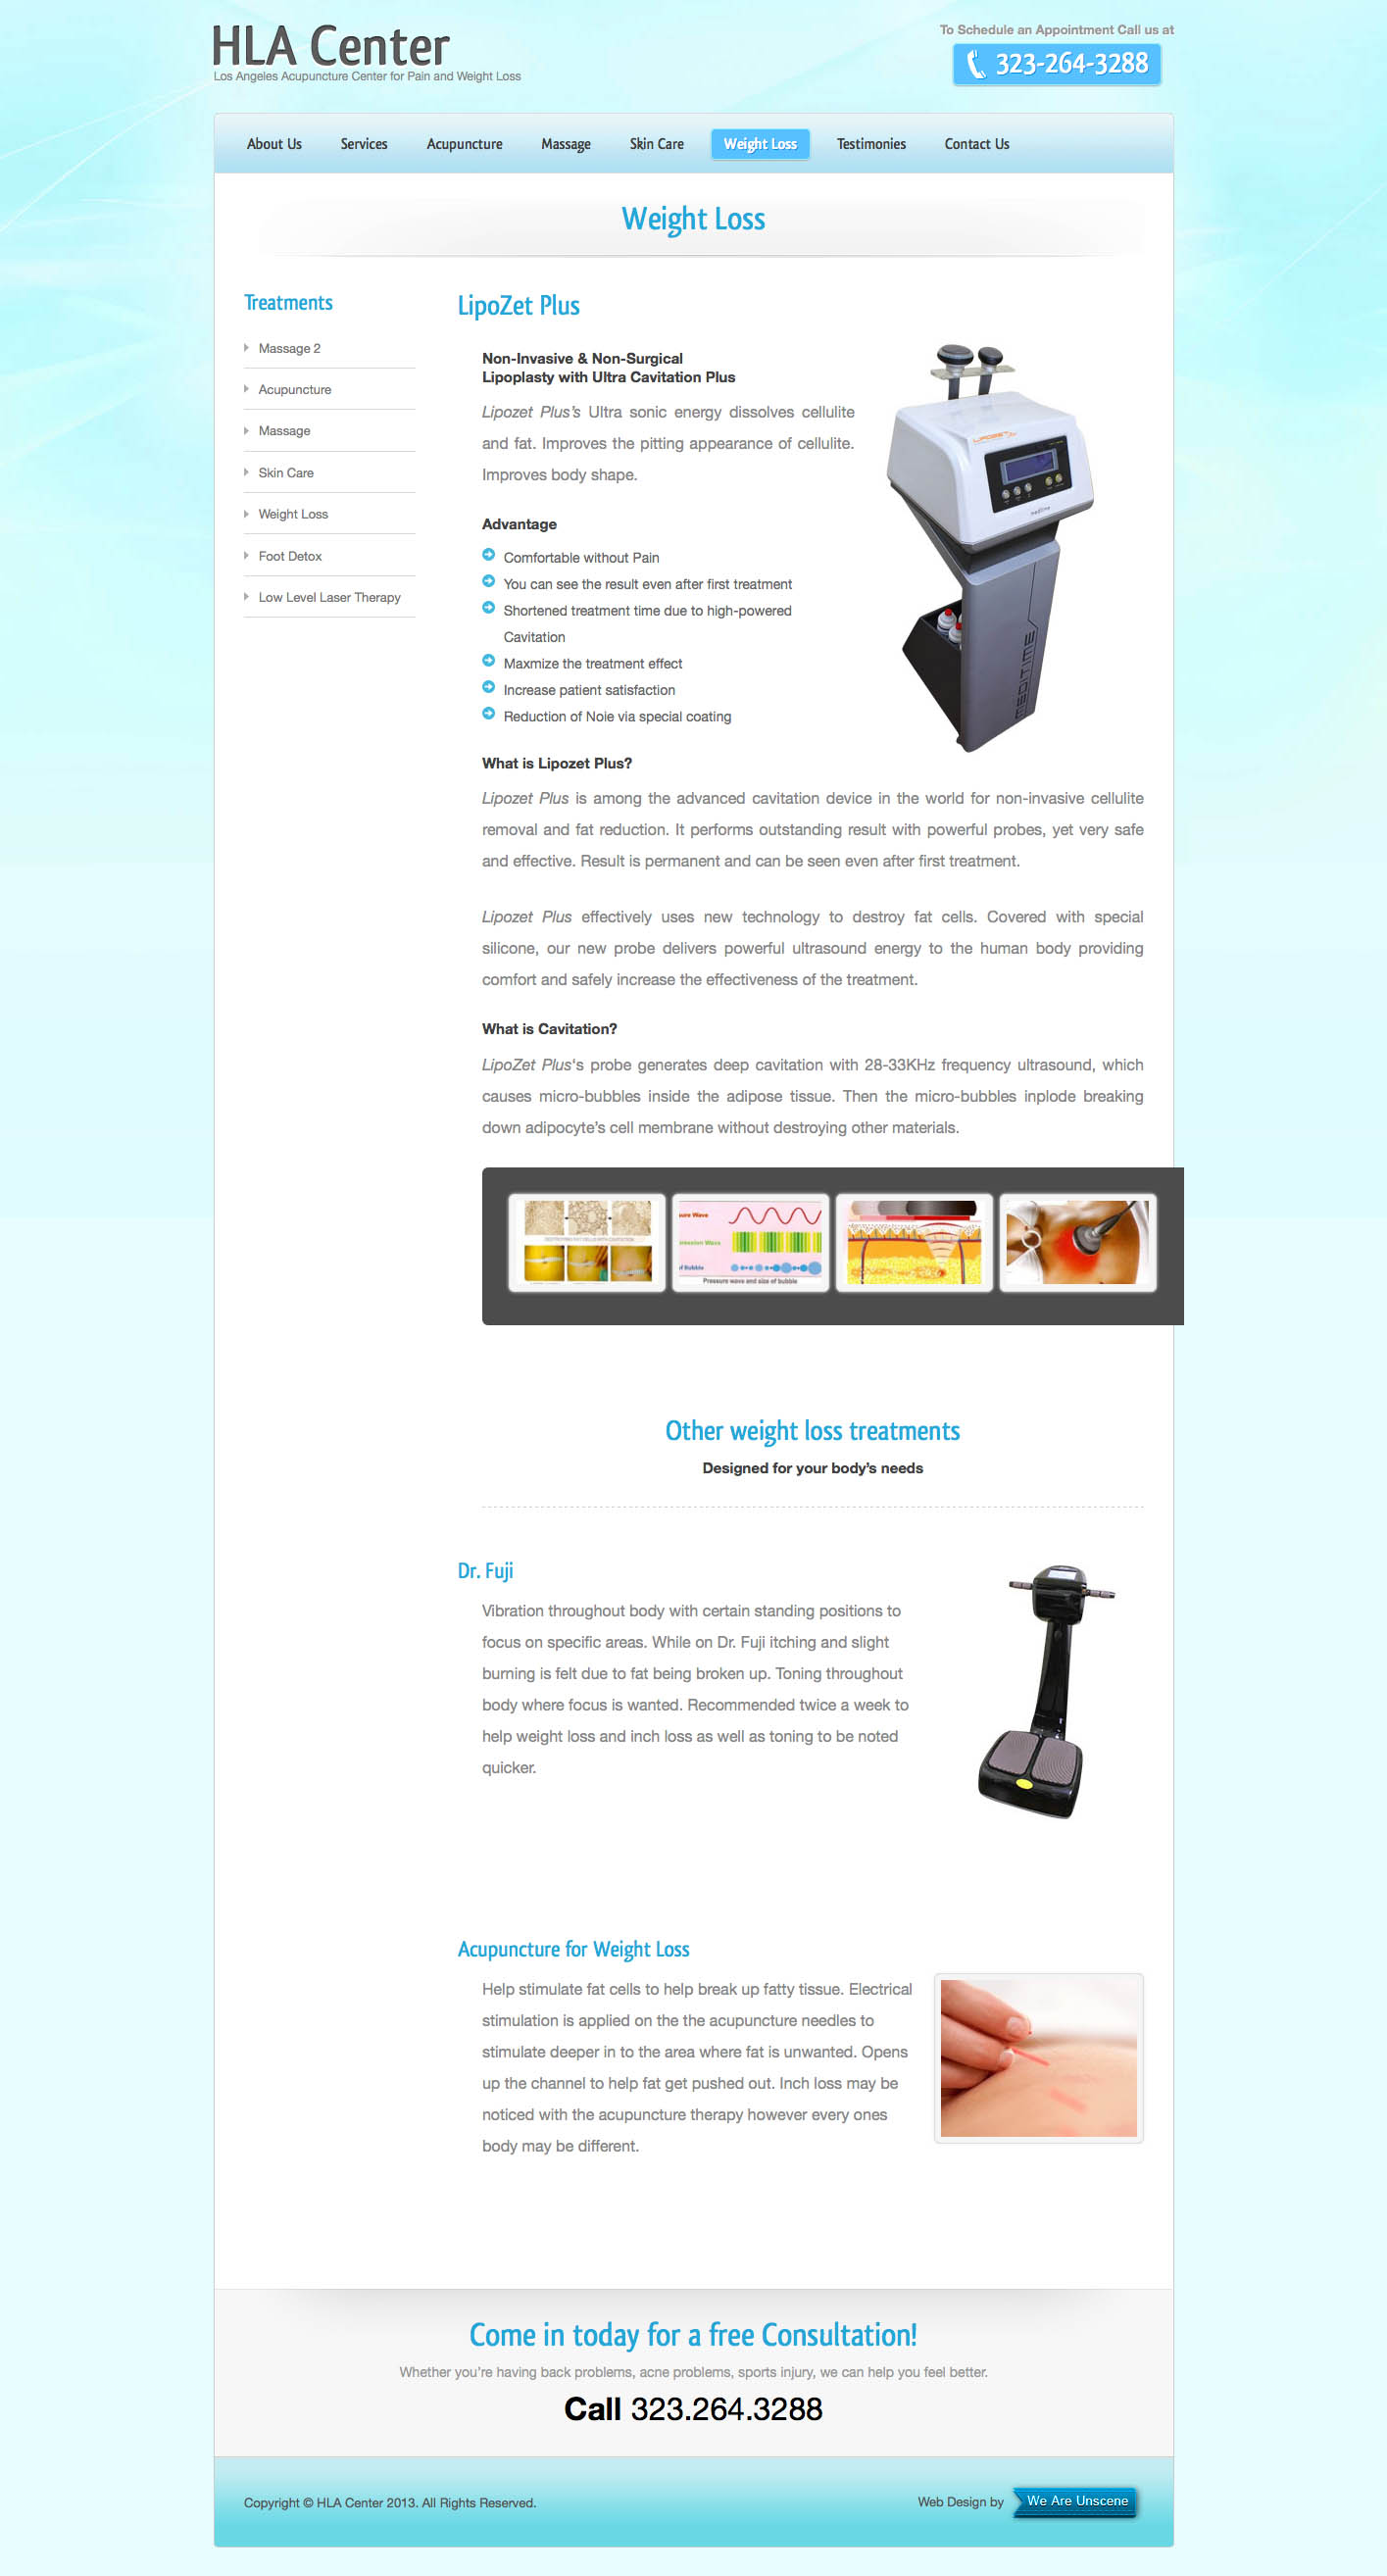 HLA Center
Los Angeles Acupuncture Center for Pain and Weight Loss
To Schedule an Appointment Call us at
323-264-3288
About Us
Services
Acupuncture
Massage
Skin Care
Weight Loss
Testimonies
Contact Us
Weight Loss
Treatments
Massage 2
Acupuncture
Massage
Skin Care
Weight Loss
Foot Detox
Low Level Laser Therapy
LipoZet Plus
Non-Invasive & Non-Surgical
Lipoplasty with Ultra Cavitation Plus
Lipozet Plus’s Ultra sonic energy dissolves cellulite
and fat. Improves the pitting appearance of cellulite.
Improves body shape.
Advantage
Comfortable without Pain
You can see the result even after first treatment
Shortened treatment time due to high-powered
Cavitation
Maxmize the treatment effect
Increase patient satisfaction
Reduction of Noie via special coating
MEDITIME
What is Lipozet Plus?
Lipozet Plus is among the advanced cavitation device in the world for non-invasive cellulite
removal and fat reduction. It performs outstanding result with powerful probes, yet very safe
and effective. Result is permanent and can be seen even after first treatment.
Lipozet Plus effectively uses new technology to destroy fat cells. Covered with special
silicone, our new probe delivers powerful ultrasound energy to the human body providing
comfort and safely increase the effectiveness of the treatment.
What is Cavitation?
LipoZet Plus‘s probe generates deep cavitation with 28-33KHz frequency ultrasound, which
causes micro-bubbles inside the adipose tissue. Then the micro-bubbles inplode breaking
down adipocyte’s cell membrane without destroying other materials.
sure Wave
ression Wave
of Bubble
Pressure wave and size of bubble
Other weight loss treatments
Designed for your body’s needs
Dr. Fuji
Vibration throughout body with certain standing positions to
focus on specific areas. While on Dr. Fuji itching and slight
burning is felt due to fat being broken up. Toning throughout
body where focus is wanted. Recommended twice a week to
help weight loss and inch loss as well as toning to be noted
quicker.
Acupuncture for Weight Loss
Help stimulate fat cells to help break up fatty tissue. Electrical
stimulation is applied on the the acupuncture needles to
stimulate deeper in to the area where fat is unwanted. Opens
up the channel to help fat get pushed out. Inch loss may be
noticed with the acupuncture therapy however every ones
body may be different.
Come in today for a free Consultation!
Whether you’re having back problems, acne problems, sports injury, we can help you feel better.
Call 323.264.3288
Copyright © HLA Center 2013. All Rights Reserved.
Web Design by
We Are Unscene